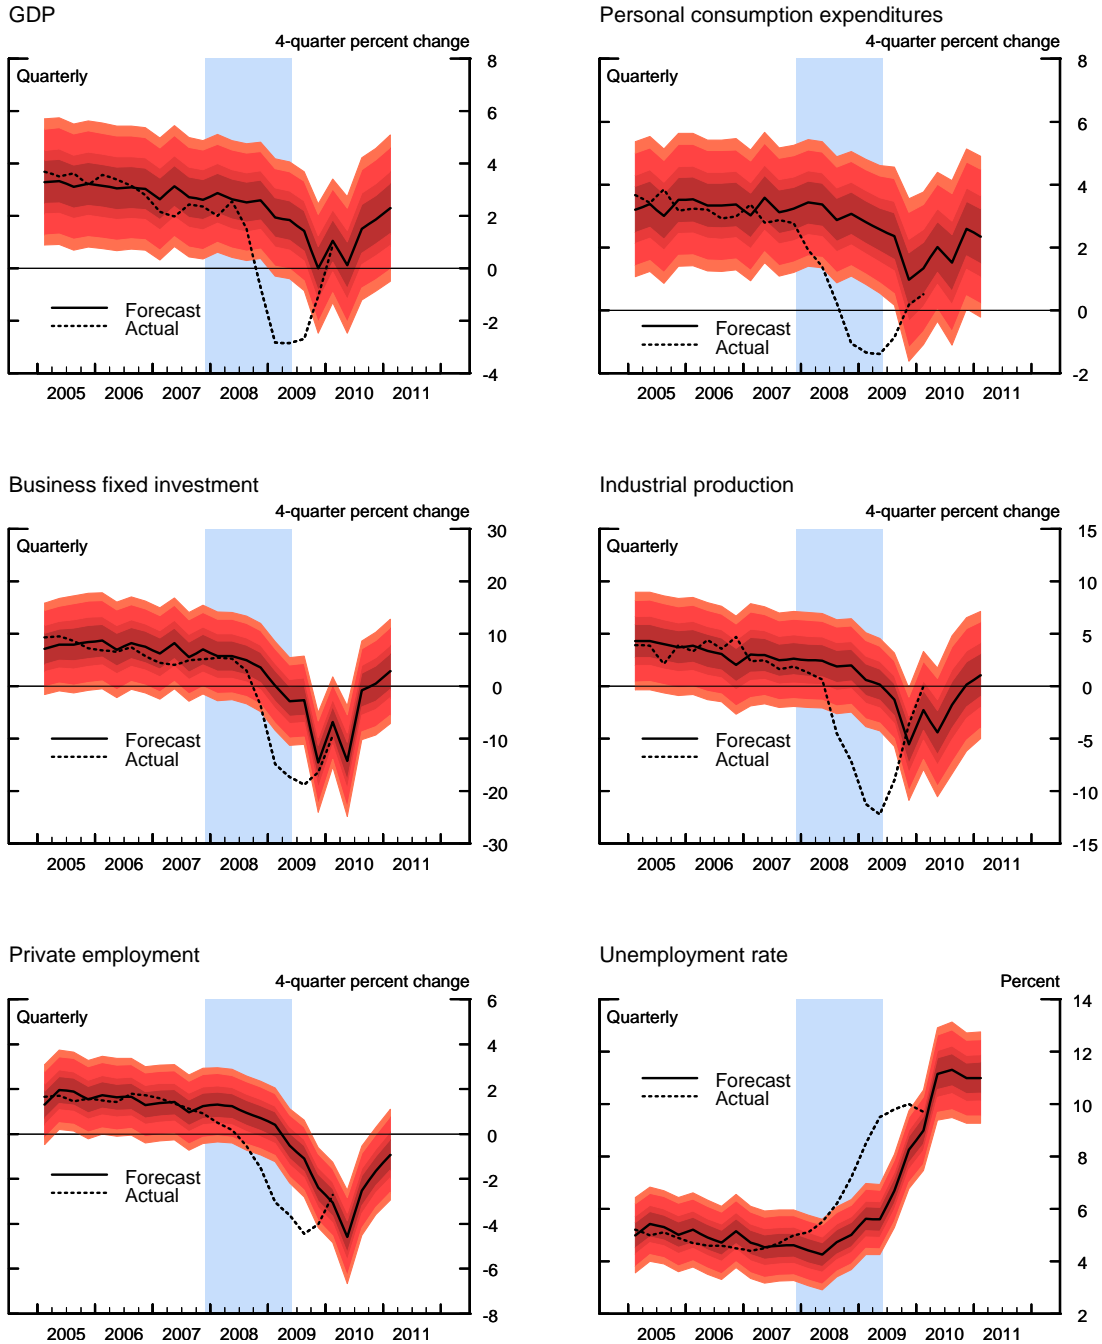 GDP
4-quarter percent change
Quarterly
8
6
4
2
0
-2
-4
Forecast
Actual
2005 2006 2007 2008 2009 2010 2011
Personal consumption expenditures
4-quarter percent change
Quarterly
8
6
4
2
0
-2
Forecast
Actual
2005 2006 2007 2008 2009 2010 2011
Business fixed investment
4-quarter percent change
Quarterly
30
20
10
0
-10
-20
-30
Forecast
Actual
2005 2006 2007 2008 2009 2010 2011
Industrial production
4-quarter percent change
Quarterly
15
10
5
0
-5
-10
-15
Forecast
Actual
2005 2006 2007 2008 2009 2010 2011
Private employment
4-quarter percent change
Quarterly
6
4
2
0
-2
-4
-6
-8
Forecast
Actual
2005 2006 2007 2008 2009 2010 2011
Unemployment rate
Percent
Quarterly
14
12
10
8
6
4
2
Forecast
Actual
2005 2006 2007 2008 2009 2010 2011